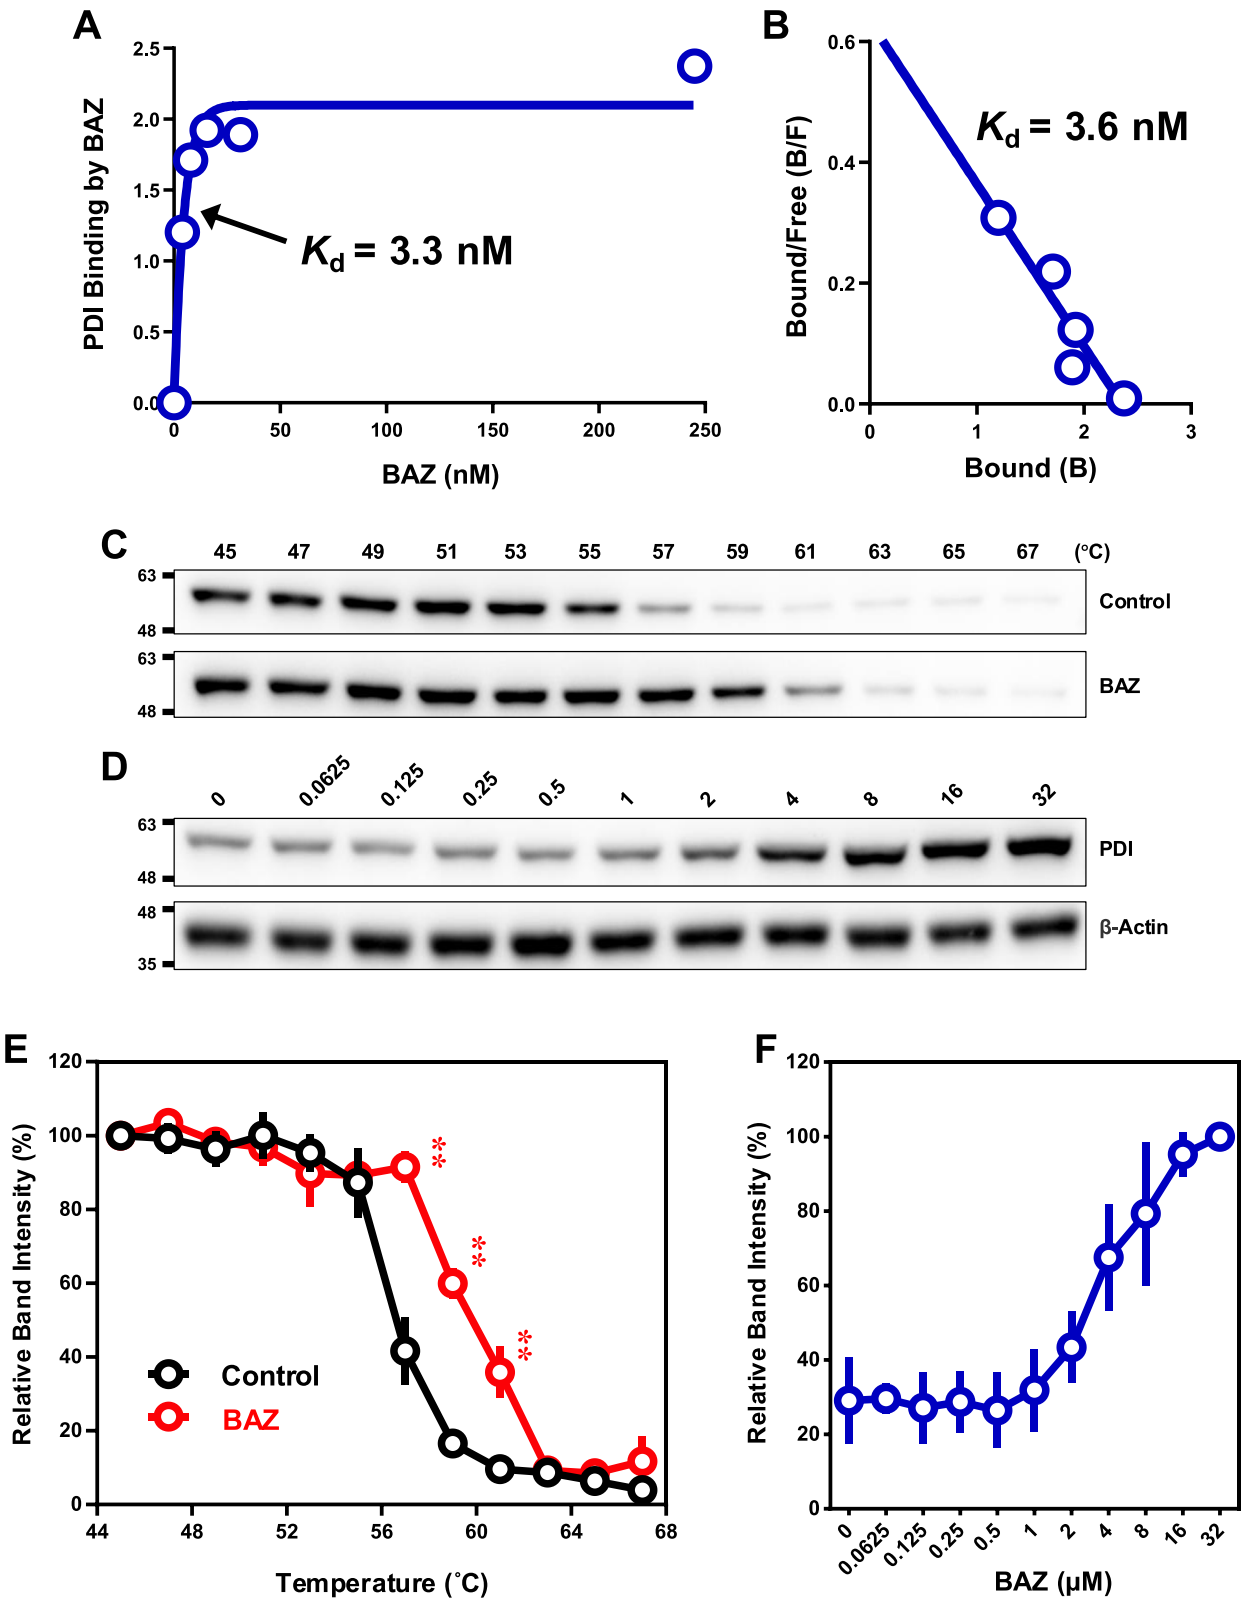 A
PDI Binding by BAZ
2.5
2.0
1.5
1.0
0.5
0.0
Kd = 3.3 nM
0 50 100 150 200 250
BAZ (nM)
B
Bound/Free (B/F)
0.6
0.4
0.2
0.0
Kd = 3.6 nM
0 1 2 3
Bound (B)
C
45 47 49 51 53 55 57 59 61 63 65 67 (°C)
63
48
Control
63
48
BAZ
D
0 0.0625 0.125 0.25 0.5 1 2 4 8 16 32
63
48
PDI
48
35
β-Actin
E
Relative Band Intensity (%)
120
100
80
60
40
20
0
**
**
**
Control
BAZ
44 48 52 56 60 64 68
Temperature (°C)
F
Relative Band Intensity (%)
120
100
80
60
40
20
0
0 0.0625 0.125 0.25 0.5 1 2 4 8 16 32
BAZ (μM)